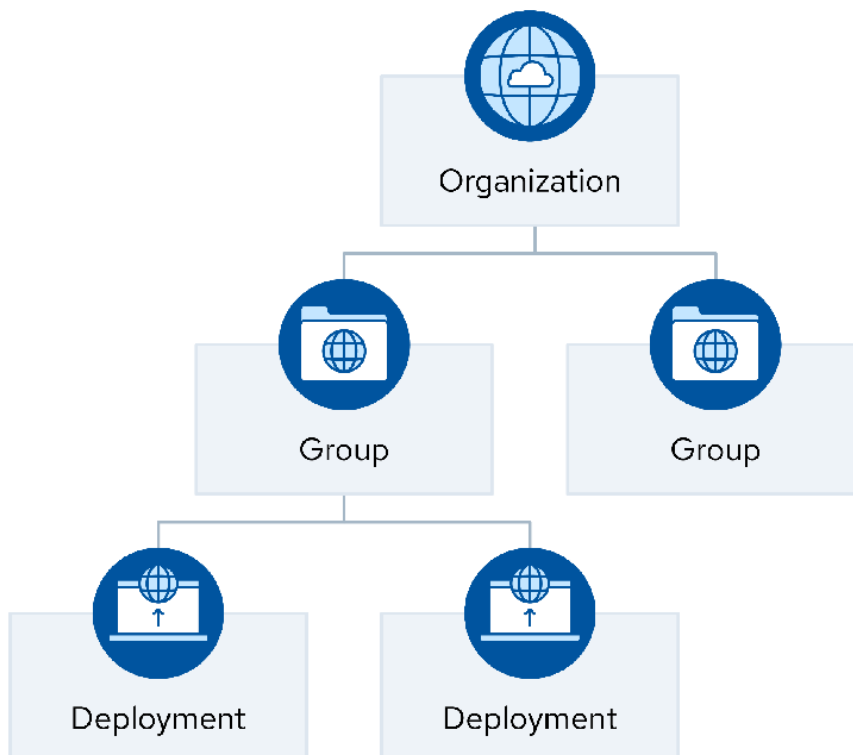 Organization
Group
Group
Deployment
Deployment